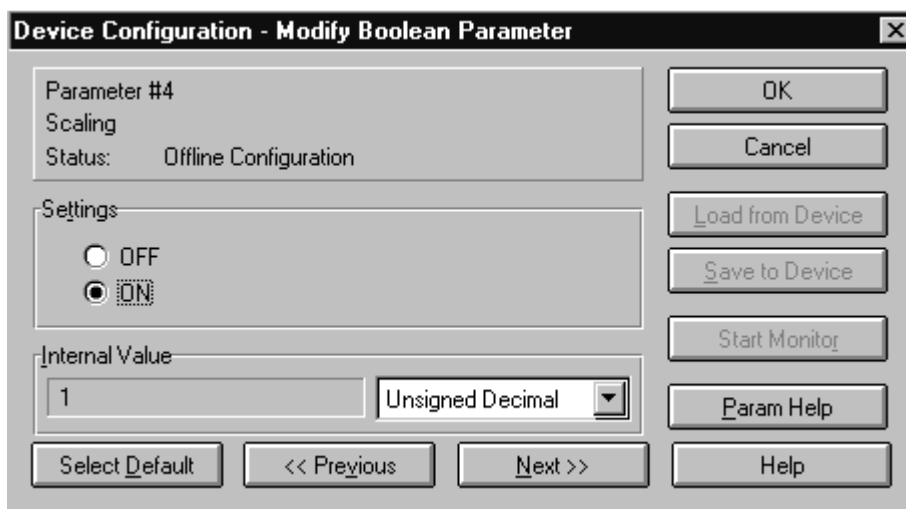 Device Configuration - Modify Boolean Parameter
Parameter #4
Scaling
Status: Offline Configuration
Settings
OFF
ON
Internal Value
1
Unsigned Decimal
Select Default
<< Previous
Next >>
OK
Cancel
Load from Device
Save to Device
Start Monitor
Param Help
Help